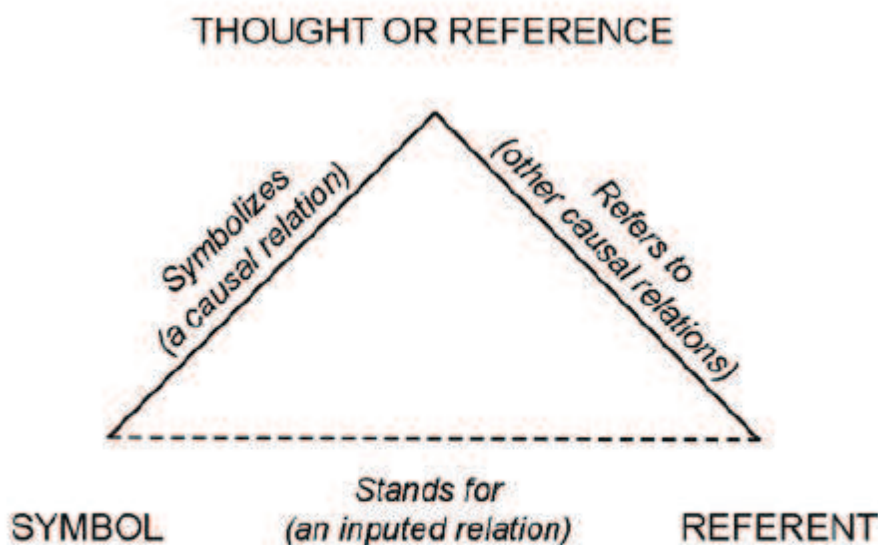 THOUGHT OR REFERENCE
Symbolizes
(a causal relation)
Refers to
(other causal relations)
Stands for
(an inputed relation)
SYMBOL
REFERENT